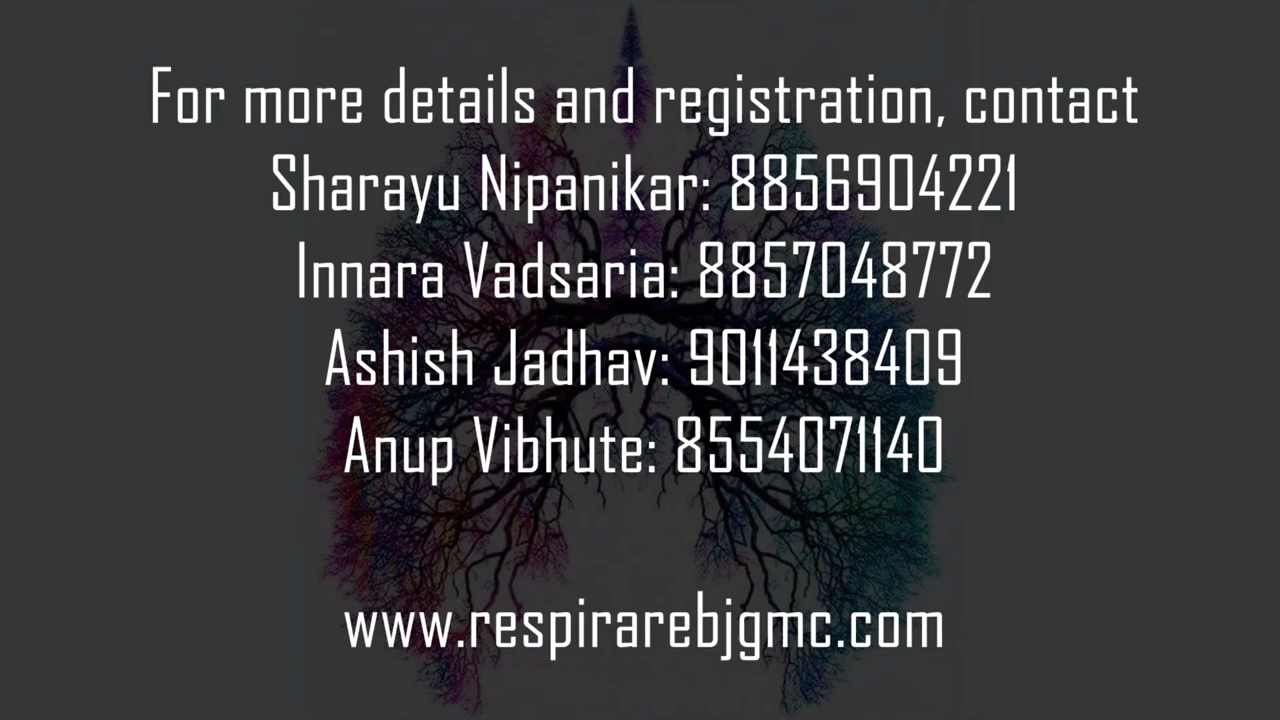 For more details and registration, contact
Sharayu Nipanikar: 8856904221
Innara Vadsaria: 8857048772
Ashish Jadhav: 9011438409
Anup Vibhute: 8554071140
www.respirarebjgmc.com